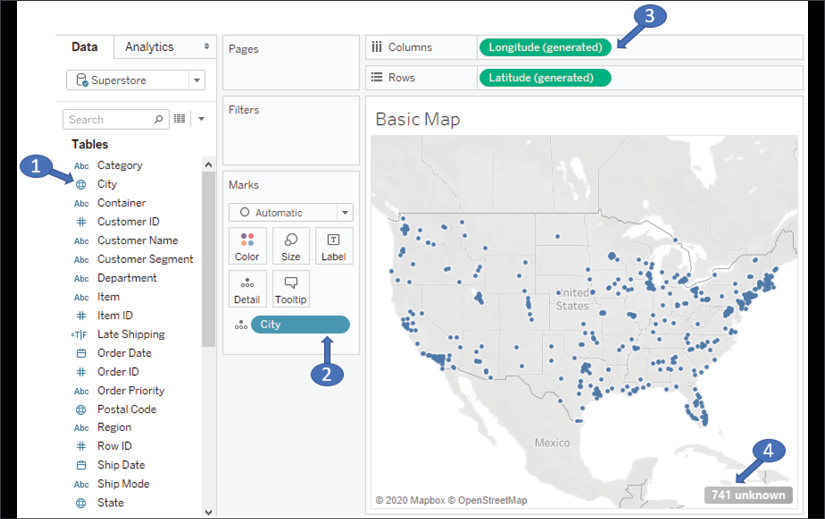 3
Data
Analytics
Pages
Columns
Longitude (generated)
Superstore
Rows
Latitude (generated)
Search
Filters
Basic Map
Tables
1
Abc Category
City
Abc Container
# Customer ID
Abc Customer Name
Abc Customer Segment
Abc Department
Abc Item
# Item ID
=T|F Late Shipping
Order Date
# Order ID
Abc Order Priority
Postal Code
Abc Region
# Row ID
Ship Date
Abc Ship Mode
State
Marks
Automatic
Color
Size
T
Label
Detail
Tooltip
City
2
United
States
Mexico
4
741 unknown
© 2020 Mapbox © OpenStreetMap